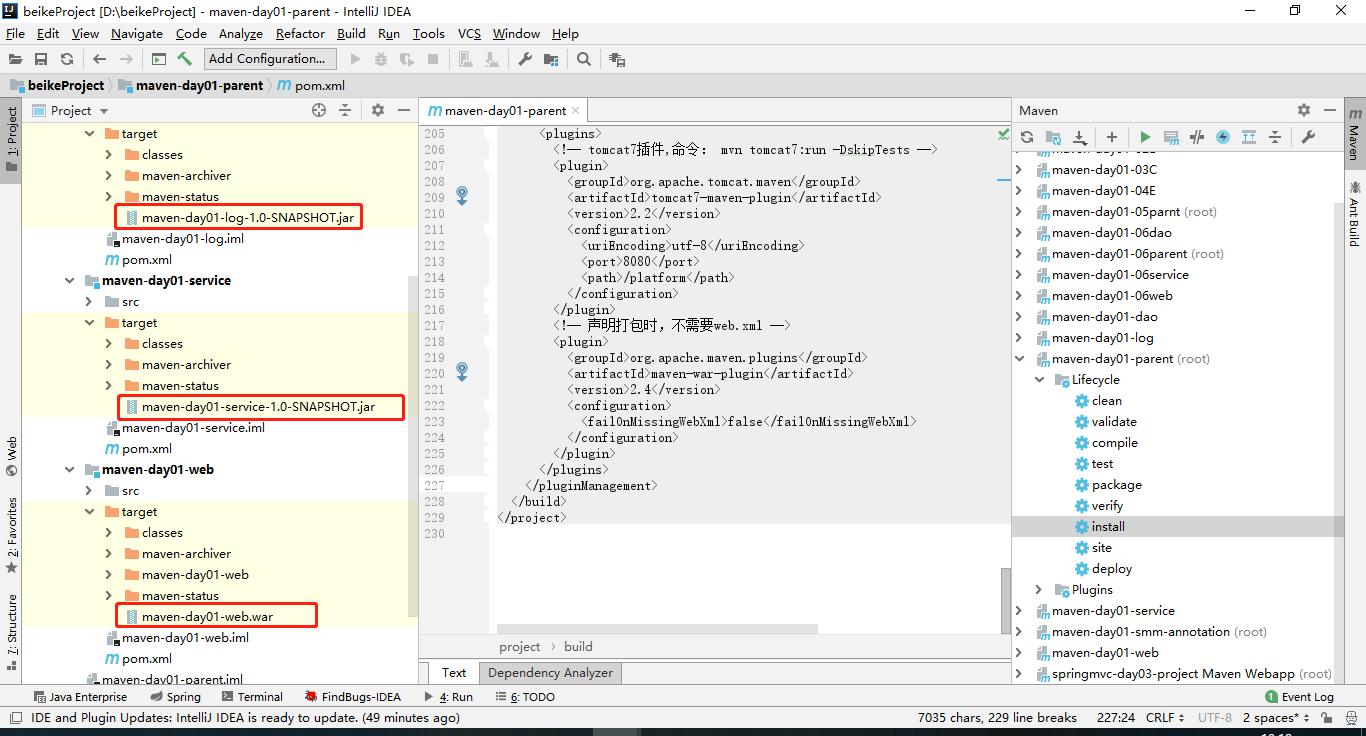 beikeProject [D:\beikeProject] - maven-day01-parent - IntelliJ IDEA
File Edit View Navigate Code Analyze Refactor Build Run Tools VCS Window Help
Add Configuration...
beikeProject maven-day01-parent pom.xml
1: Project
Web
2: Favorites
7: Structure
Project
target
classes
maven-archiver
maven-status
maven-day01-log-1.0-SNAPSHOT.jar
maven-day01-log.iml
pom.xml
maven-day01-service
src
target
classes
maven-archiver
maven-status
maven-day01-service-1.0-SNAPSHOT.jar
maven-day01-service.iml
pom.xml
maven-day01-web
src
target
classes
maven-archiver
maven-day01-web
maven-status
maven-day01-web.war
maven-day01-web.iml
pom.xml
maven-day01-parent.iml
maven-day01-parent
205 <plugins>
206 <!-- tomcat7插件,命令： mvn tomcat7:run -DskipTests -->
207 <plugin>
208 <groupId>org.apache.tomcat.maven</groupId>
209 <artifactId>tomcat7-maven-plugin</artifactId>
210 <version>2.2</version>
211 <configuration>
212 <uriEncoding>utf-8</uriEncoding>
213 <port>8080</port>
214 <path>/platform</path>
215 </configuration>
216 </plugin>
217 <!-- 声明打包时，不需要web.xml -->
218 <plugin>
219 <groupId>org.apache.maven.plugins</groupId>
220 <artifactId>maven-war-plugin</artifactId>
221 <version>2.4</version>
222 <configuration>
223 <failOnMissingWebXml>false</failOnMissingWebXml>
224 </configuration>
225 </plugin>
226 </plugins>
227 </pluginManagement>
228 </build>
229 </project>
230
project › build
Text Dependency Analyzer
Maven
maven-day01-03C
maven-day01-04E
maven-day01-05parnt (root)
maven-day01-06dao
maven-day01-06parent (root)
maven-day01-06service
maven-day01-06web
maven-day01-dao
maven-day01-log
maven-day01-parent (root)
Lifecycle
clean
validate
compile
test
package
verify
install
site
deploy
Plugins
maven-day01-service
maven-day01-smm-annotation (root)
maven-day01-web
springmvc-day03-project Maven Webapp (root)
Maven
Ant Build
Java Enterprise Spring Terminal FindBugs-IDEA 4: Run 6: TODO 1 Event Log
IDE and Plugin Updates: IntelliJ IDEA is ready to update. (49 minutes ago) 7035 chars, 229 line breaks 227:24 CRLF UTF-8 2 spaces*